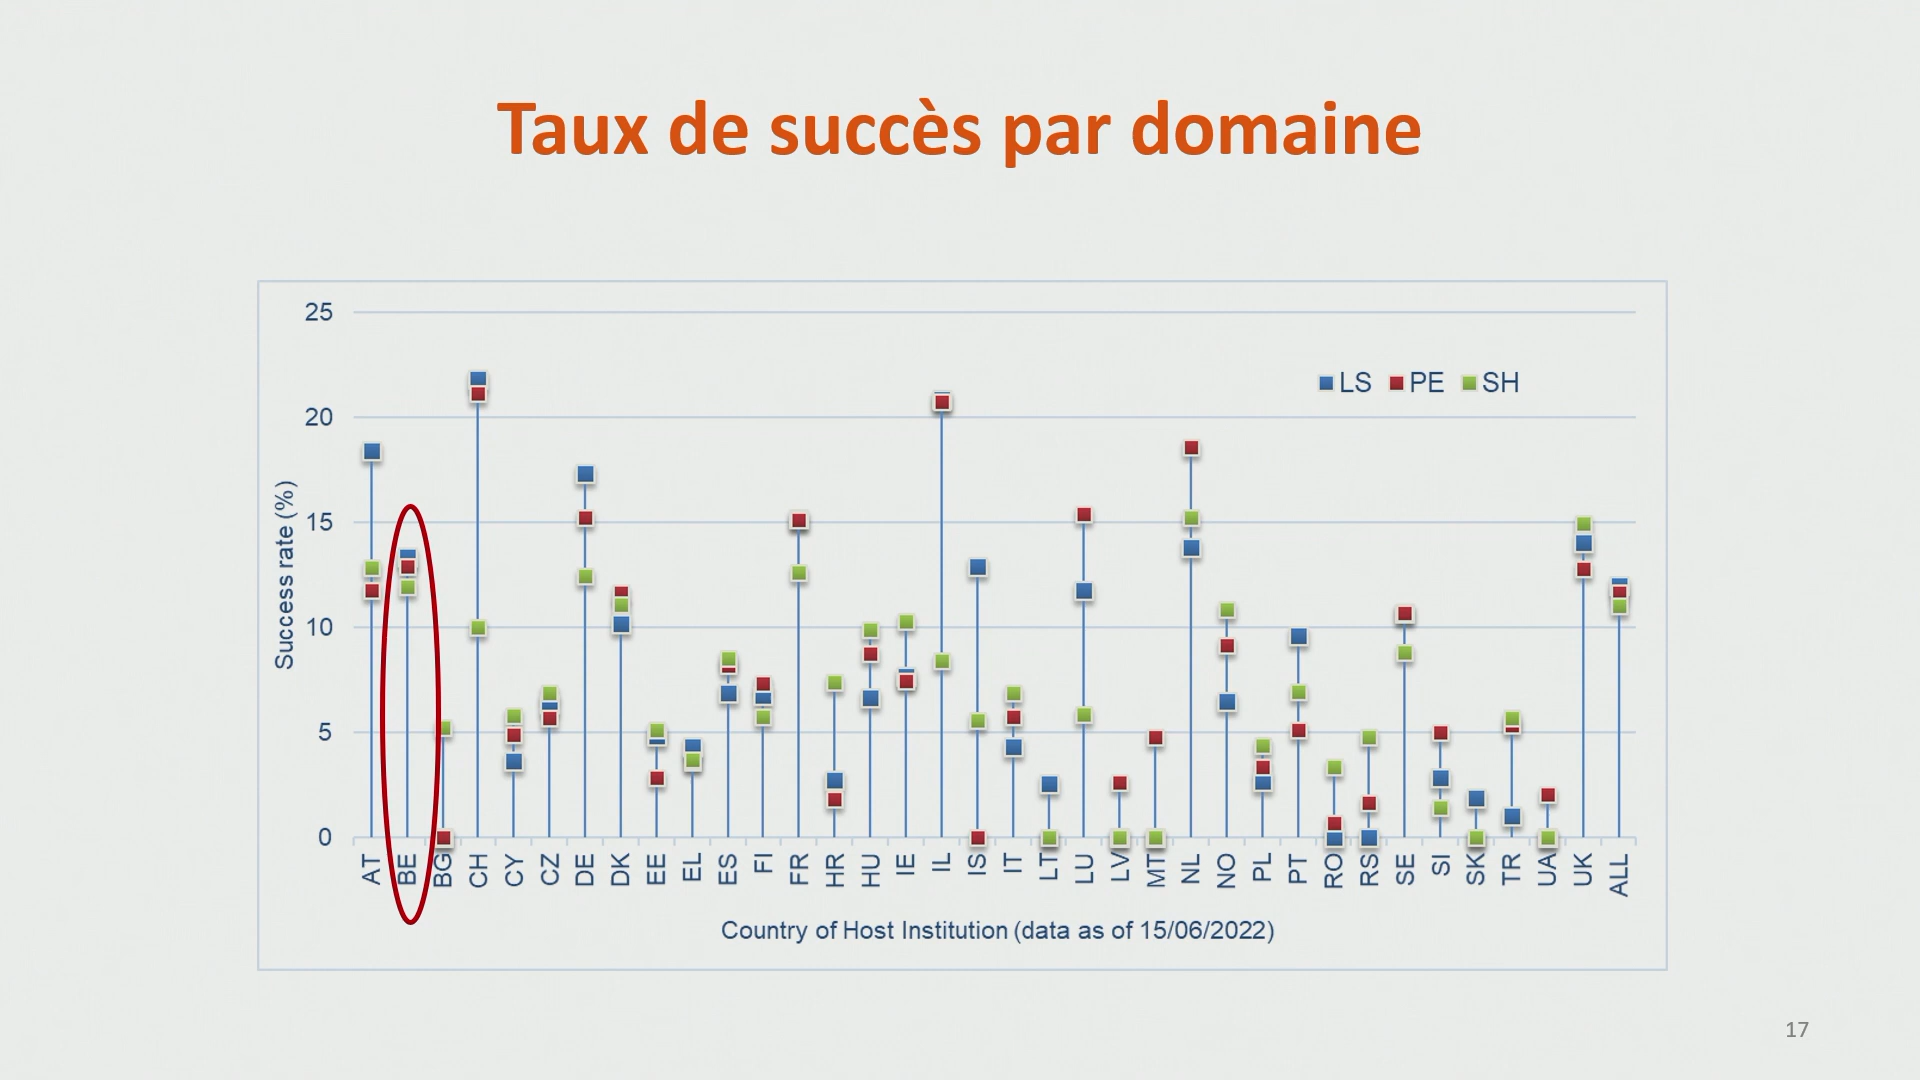 Taux de succès par domaine
25
20
15
10
5
0
Success rate (%)
LS PE SH
AT BE BG CH CY CZ DE DK EE EL ES FI FR HR HU IE IL IS IT LT LU LV MT NL NO PL PT RO RS SE SI SK TR UA UK ALL
Country of Host Institution (data as of 15/06/2022)
17